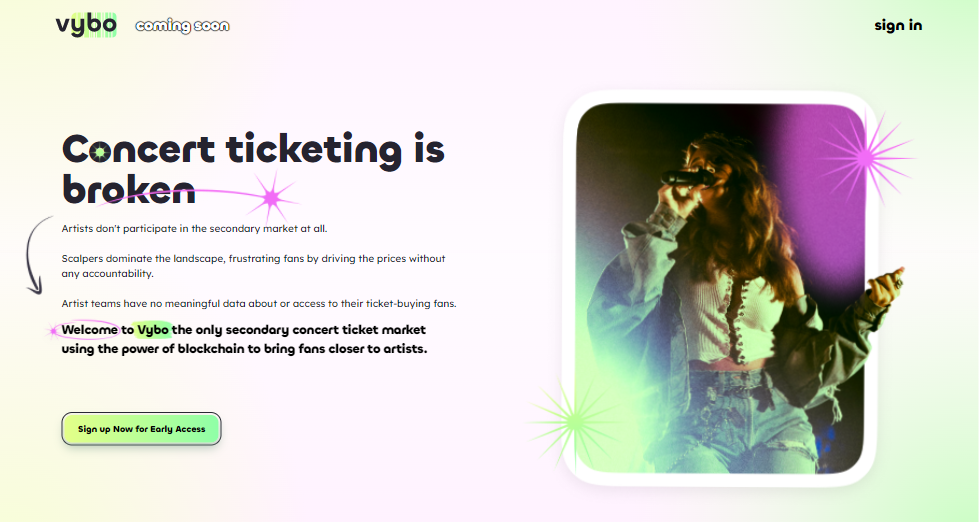 vybo
coming soon
sign in
Concert ticketing is
broken
Artists don't participate in the secondary market at all.
Scalpers dominate the landscape, frustrating fans by driving the prices without
any accountability.
Artist teams have no meaningful data about or access to their ticket-buying fans.
Welcome to Vybo the only secondary concert ticket market
using the power of blockchain to bring fans closer to artists.
Sign up Now for Early Access